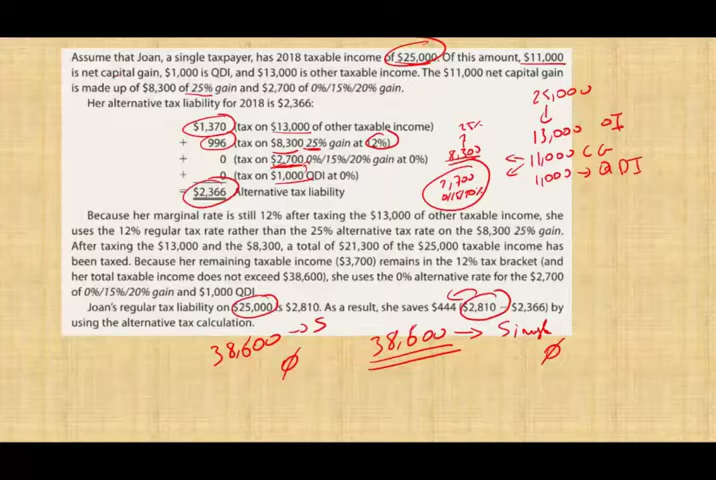 Assume that Joan, a single taxpayer, has 2018 taxable income of $25,000. Of this amount, $11,000
is net capital gain, $1,000 is QDI, and $13,000 is other taxable income. The $11,000 net capital gain
is made up of $8,300 of 25% gain and $2,700 of 0%/15%/20% gain.
Her alternative tax liability for 2018 is $2,366:
$1,370 (tax on $13,000 of other taxable income)
+ 996 (tax on $8,300 25% gain at 12%)
+ 0 (tax on $2,700 0%/15%/20% gain at 0%)
+ 0 (tax on $1,000 QDI at 0%)
= $2,366 Alternative tax liability
25,000
13,000 OI
11,000 CG
1,000 → QDI
25%
8,300
2,700
0/15/20%
Because her marginal rate is still 12% after taxing the $13,000 of other taxable income, she
uses the 12% regular tax rate rather than the 25% alternative tax rate on the $8,300 25% gain.
After taxing the $13,000 and the $8,300, a total of $21,300 of the $25,000 taxable income has
been taxed. Because her remaining taxable income ($3,700) remains in the 12% tax bracket (and
her total taxable income does not exceed $38,600), she uses the 0% alternative rate for the $2,700
of 0%/15%/20% gain and $1,000 QDI.
Joan's regular tax liability on $25,000 is $2,810. As a result, she saves $444 ($2,810 − $2,366) by
using the alternative tax calculation.
38,600 → S
0
38,600 → Single
0